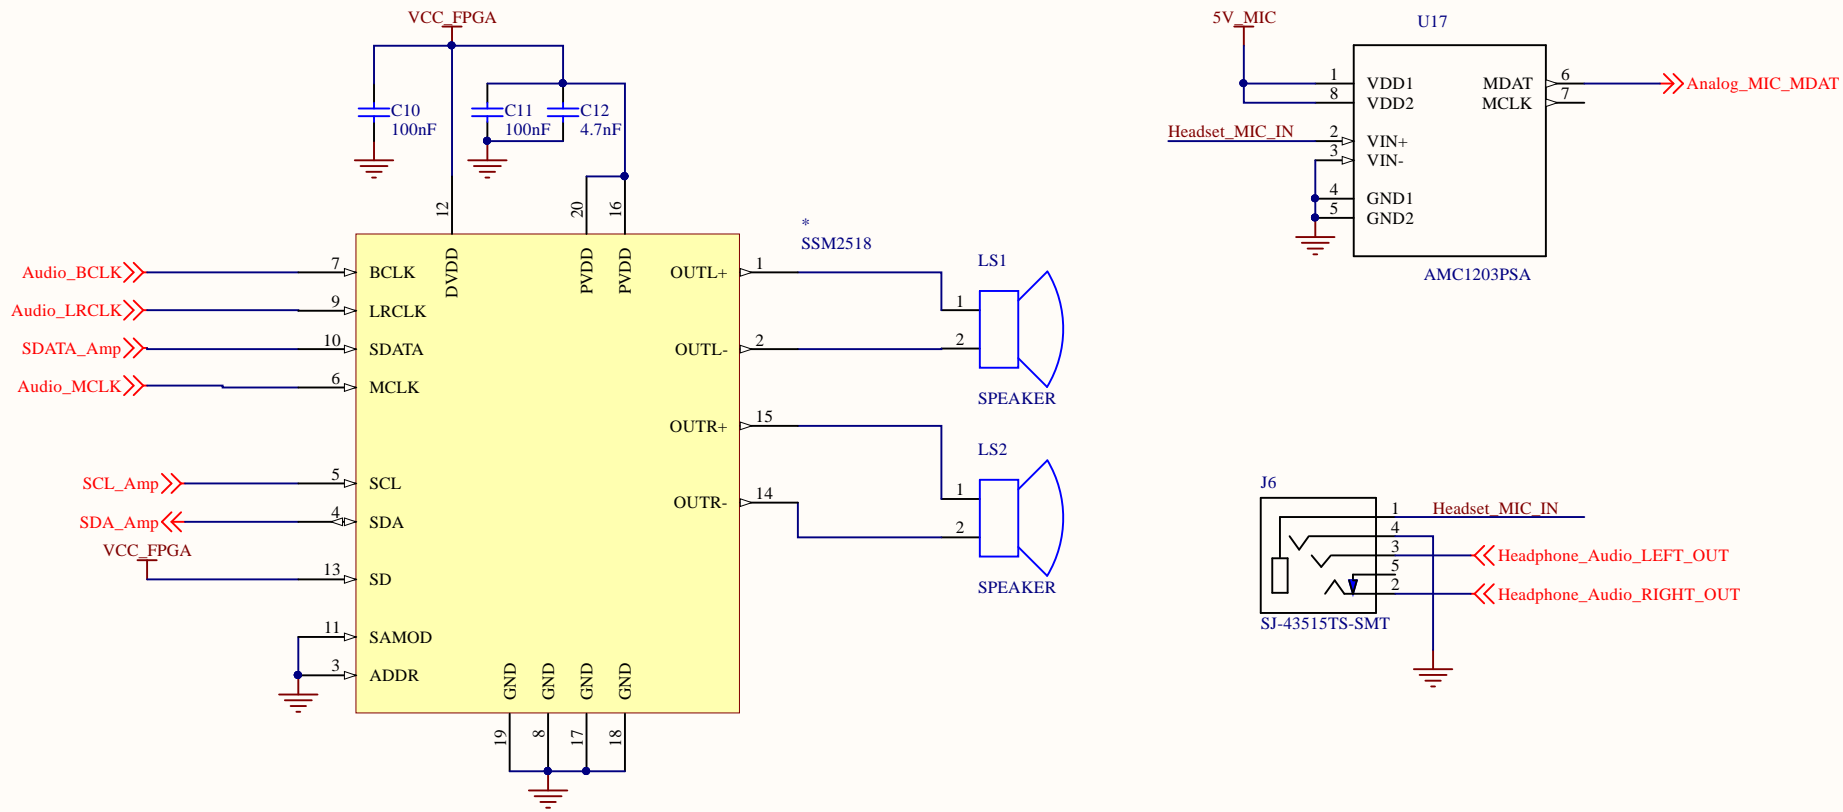 VCC_FPGA
C10
100nF
C11
100nF
C12
4.7nF
12
20
16
DVDD
PVDD
PVDD
*
SSM2518
Audio_BCLK
7
BCLK
Audio_LRCLK
9
LRCLK
SDATA_Amp
10
SDATA
Audio_MCLK
6
MCLK
SCL_Amp
5
SCL
SDA_Amp
4
SDA
VCC_FPGA
13
SD
11
SAMOD
3
ADDR
OUTL+
1
OUTL-
2
OUTR+
15
OUTR-
14
GND
GND
GND
GND
19
8
17
18
LS1
1
2
SPEAKER
LS2
1
2
SPEAKER
5V_MIC
U17
1
VDD1
8
VDD2
Headset_MIC_IN
2
VIN+
3
VIN-
4
GND1
5
GND2
MDAT
6
Analog_MIC_MDAT
MCLK
7
AMC1203PSA
J6
1
Headset_MIC_IN
4
3
Headphone_Audio_LEFT_OUT
5
2
Headphone_Audio_RIGHT_OUT
SJ-43515TS-SMT